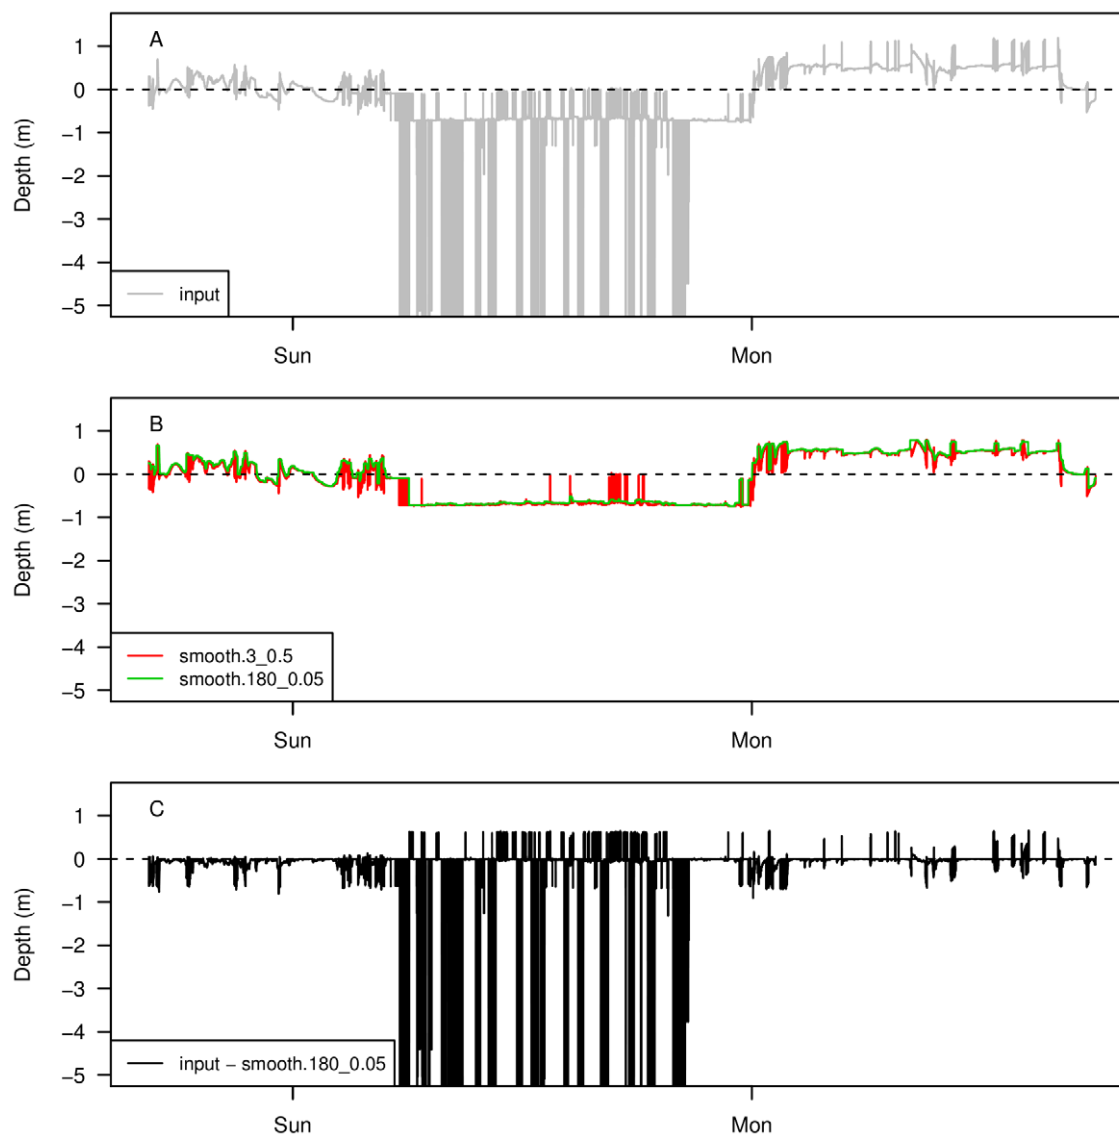 A
Depth (m)
1
0
−1
−2
−3
−4
−5
input
Sun
Mon
B
Depth (m)
1
0
−1
−2
−3
−4
−5
smooth.3_0.5
smooth.180_0.05
Sun
Mon
C
Depth (m)
1
0
−1
−2
−3
−4
−5
input − smooth.180_0.05
Sun
Mon